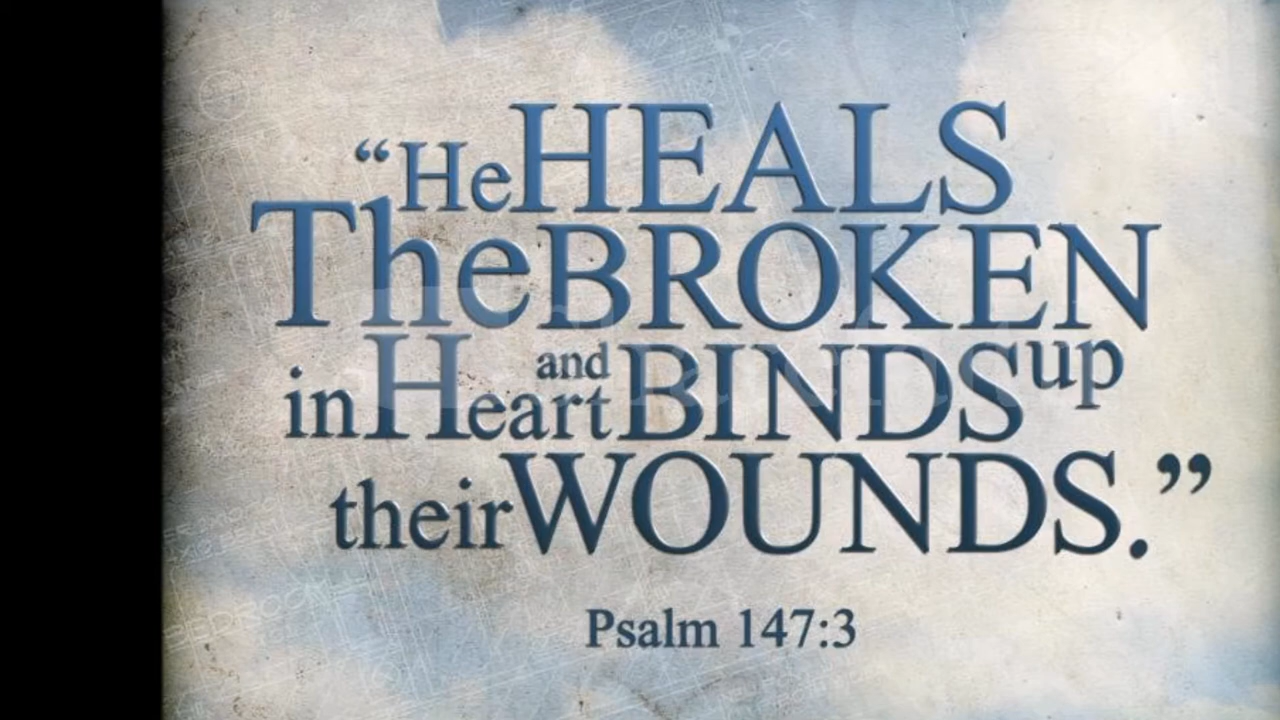 “He HEALS
The BROKEN
in Heart and BINDS up
their WOUNDS.”
Psalm 147:3